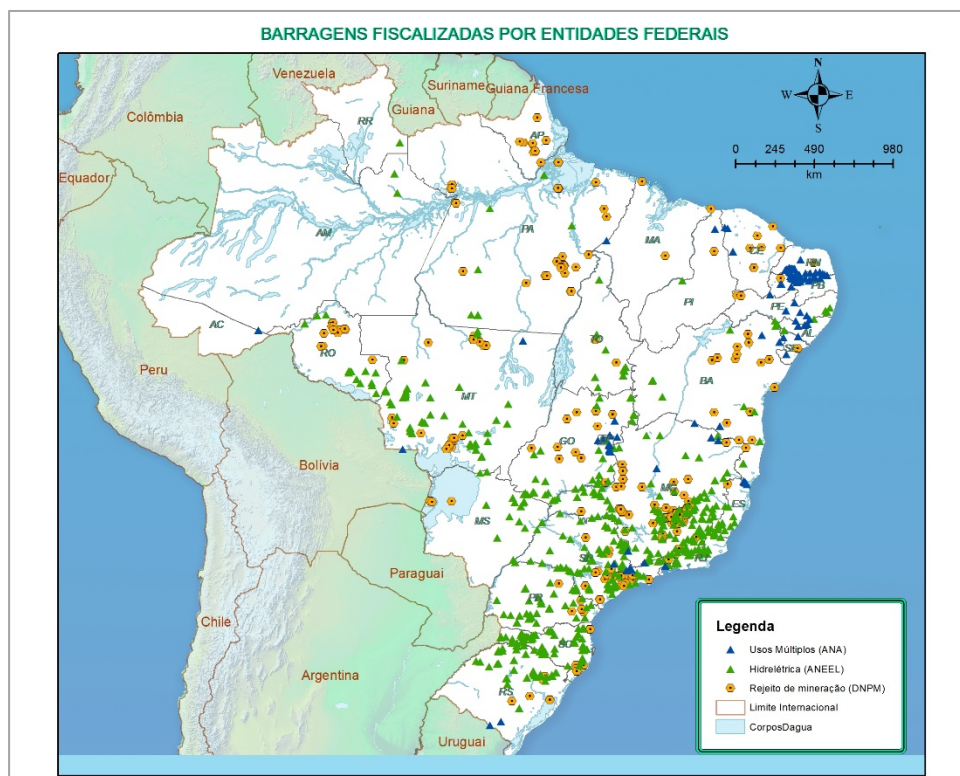 BARRAGENS FISCALIZADAS POR ENTIDADES FEDERAIS
Venezuela
Suriname
Guiana Francesa
Guiana
Colômbia
Equador
Peru
Bolívia
Paraguai
Chile
Argentina
Uruguai
N
W E
S
0 245 490 980
km
RR
AP
AM
PA
MA
CE
RN
PB
PE
AL
SE
PI
AC
RO
TO
BA
MT
GO
MG
ES
MS
SP
RJ
PR
SC
RS
Legenda
Usos Múltiplos (ANA)
Hidrelétrica (ANEEL)
Rejeito de mineração (DNPM)
Limite Internacional
CorposDagua